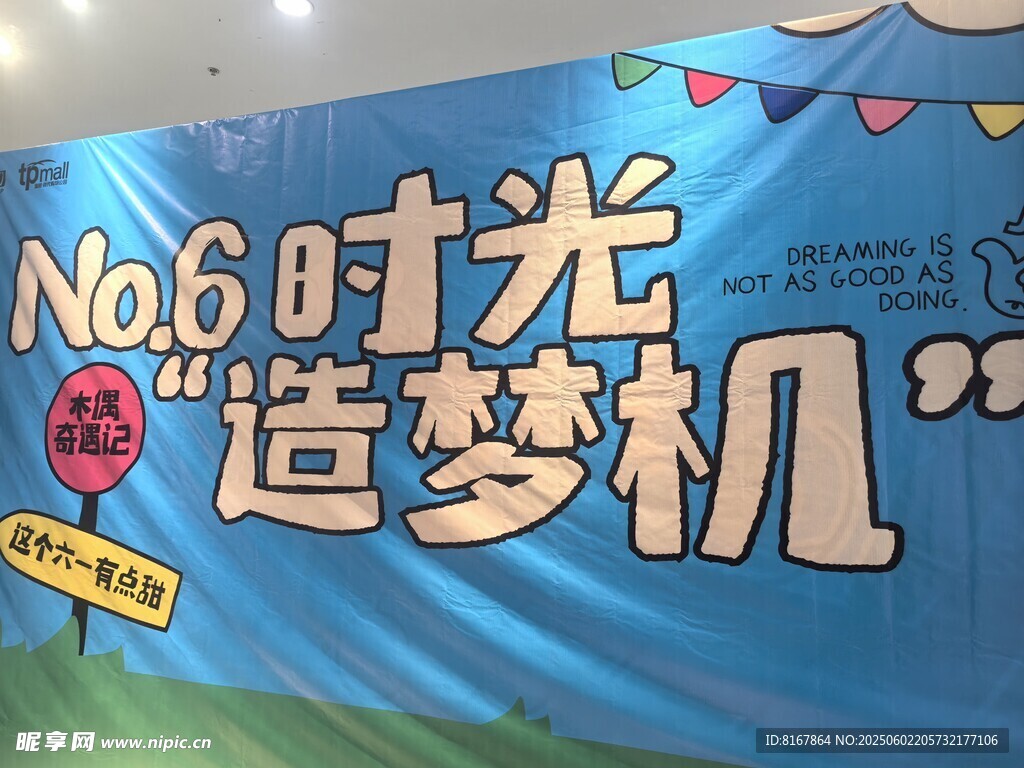 tpmall
No.6 时光
“造梦机”
DREAMING IS
NOT AS GOOD AS
DOING.
木偶
奇遇记
这个六一有点甜
昵享网 www.nipic.cn
ID:8167864 NO:20250602205732177106